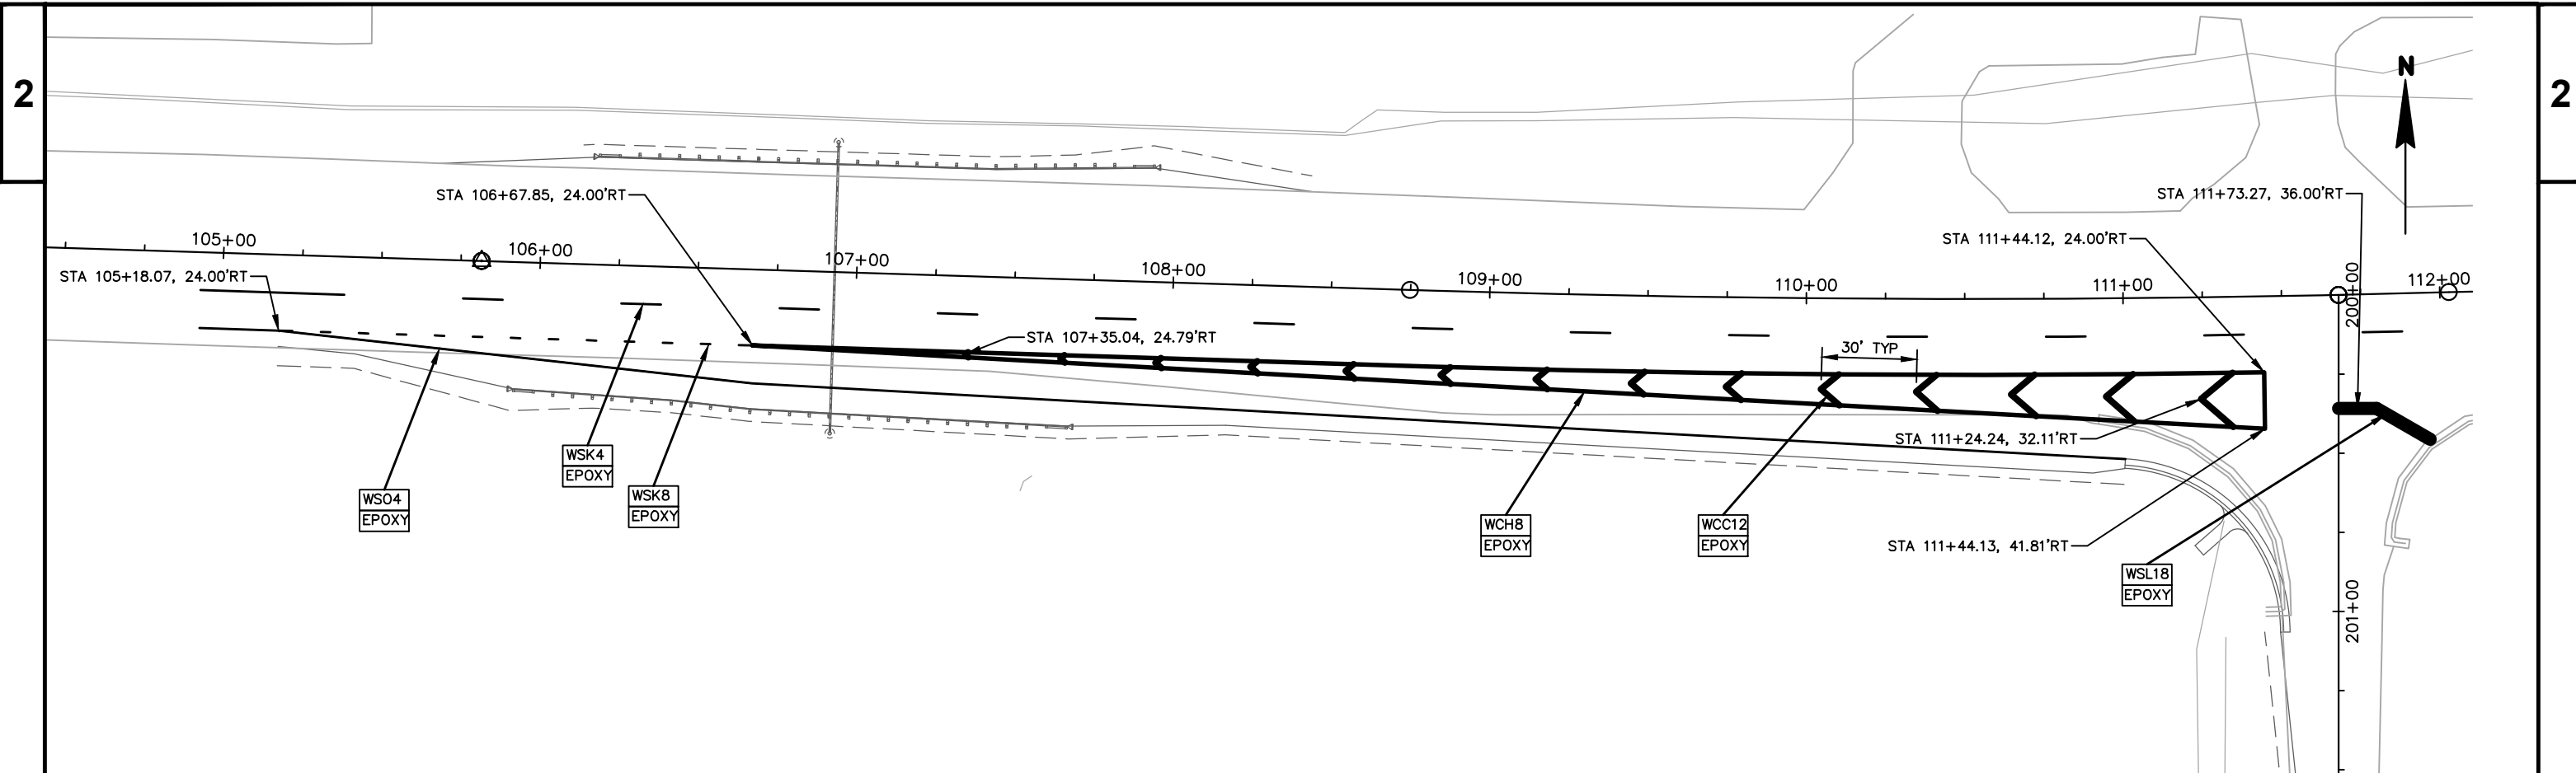 2
2
N
STA 106+67.85, 24.00'RT
STA 111+73.27, 36.00'RT
STA 111+44.12, 24.00'RT
105+00
106+00
107+00
108+00
109+00
110+00
111+00
112+00
200+00
STA 105+18.07, 24.00'RT
STA 107+35.04, 24.79'RT
30' TYP
STA 111+24.24, 32.11'RT
WSK4
EPOXY
WSO4
EPOXY
WSK8
EPOXY
WCH8
EPOXY
WCC12
EPOXY
STA 111+44.13, 41.81'RT
WSL18
EPOXY
201+00